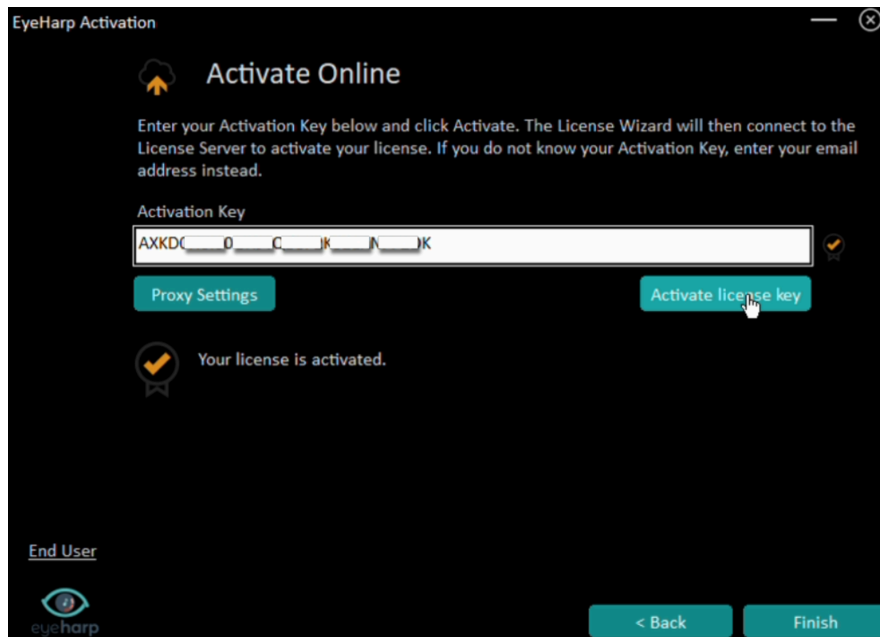 EyeHarp Activation
Activate Online
Enter your Activation Key below and click Activate. The License Wizard will then connect to the
License Server to activate your license. If you do not know your Activation Key, enter your email
address instead.
Activation Key
Proxy Settings
Activate license key
Your license is activated.
End User
eyeharp
< Back
Finish